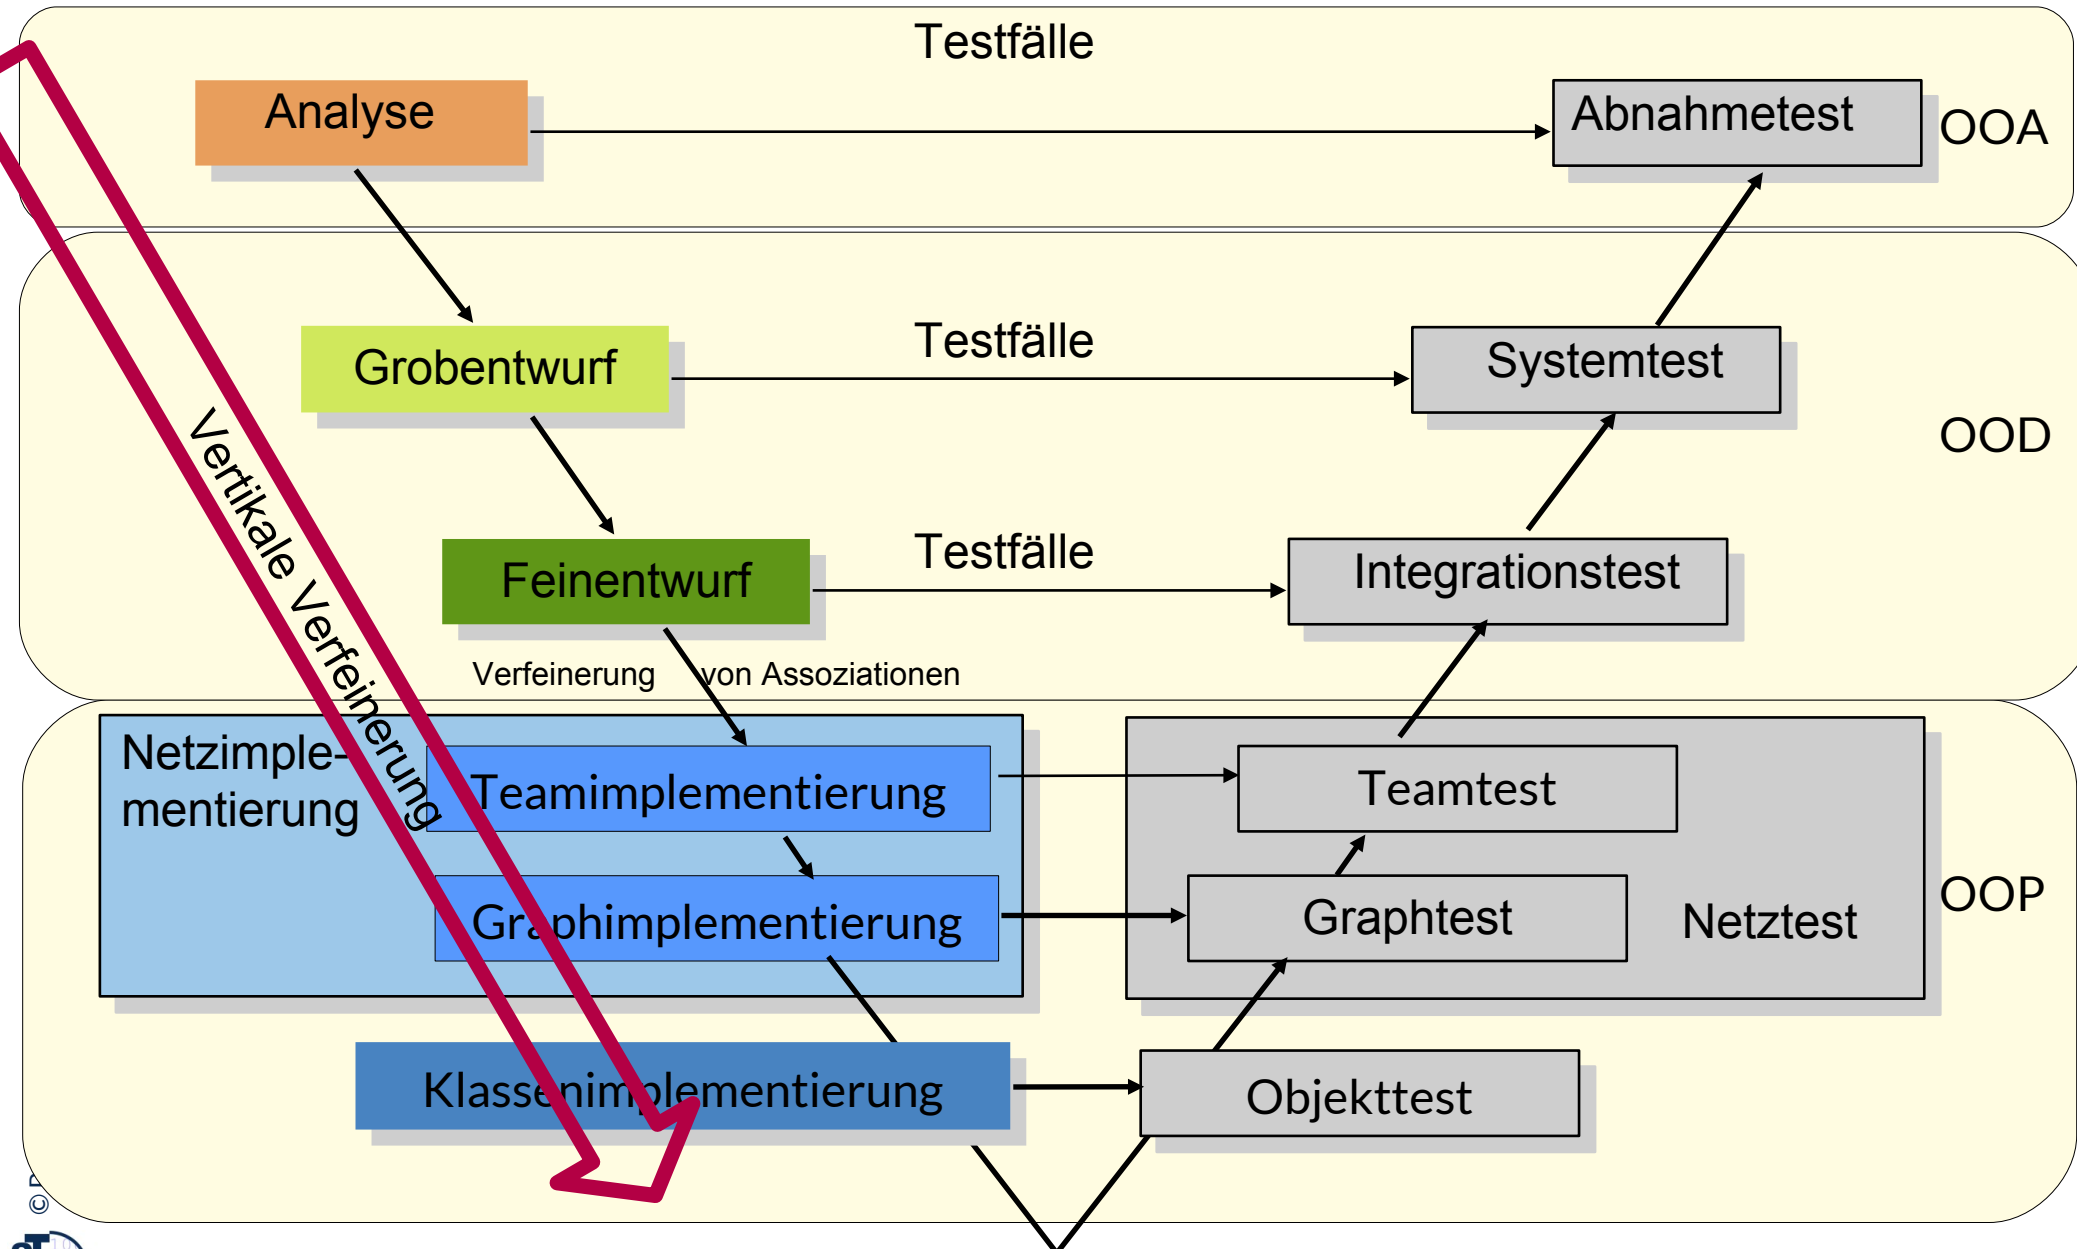 Testfälle
Analyse
Abnahmetest
OOA
Testfälle
Grobentwurf
Systemtest
OOD
Testfälle
Feinentwurf
Integrationstest
Verfeinerung von Assoziationen
Vertikale Verfeinerung
Netzimple-
mentierung
Teamimplementierung
Teamtest
Graphimplementierung
Graphtest
Netztest
OOP
Klassenimplementierung
Objekttest
©